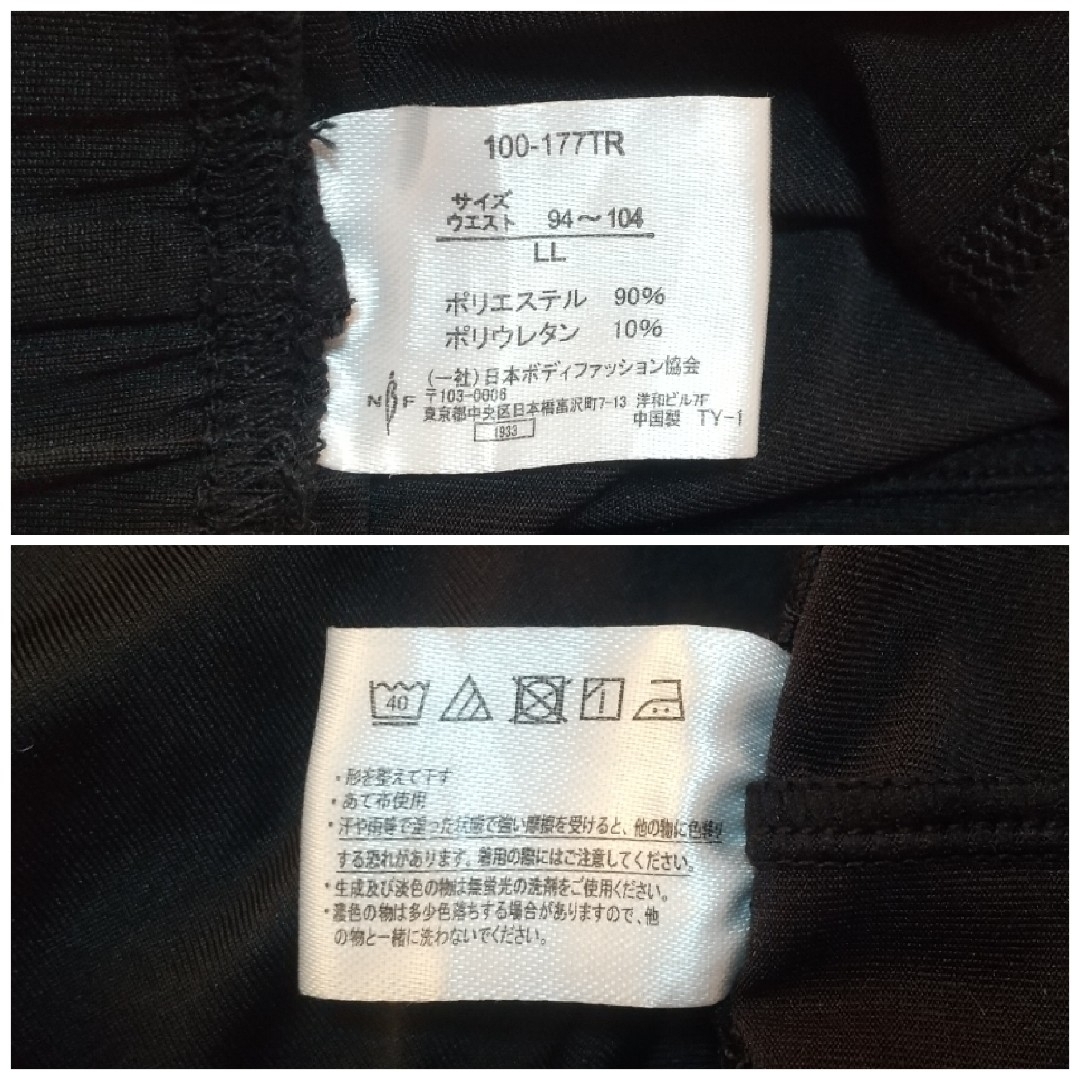 100-177TR
サイズ
ウエスト 94～104
LL
ポリエステル 90%
ポリウレタン 10%
(一社)日本ボディファッション協会
NBF 〒103-0006
東京都中央区日本橋富沢町7-13 洋和ビル7F
1933 中国製 TY-1
40
・形を整えて干す
・あて布使用
・汗や雨等で湿った状態で強い摩擦を受けると、他の物に色移り
する恐れがあります。着用の際にはご注意してください。
・生成及び淡色の物は無蛍光の洗剤をご使用ください。
・濃色の物は多少色落ちする場合がありますので、他
の物と一緒に洗わないでください。